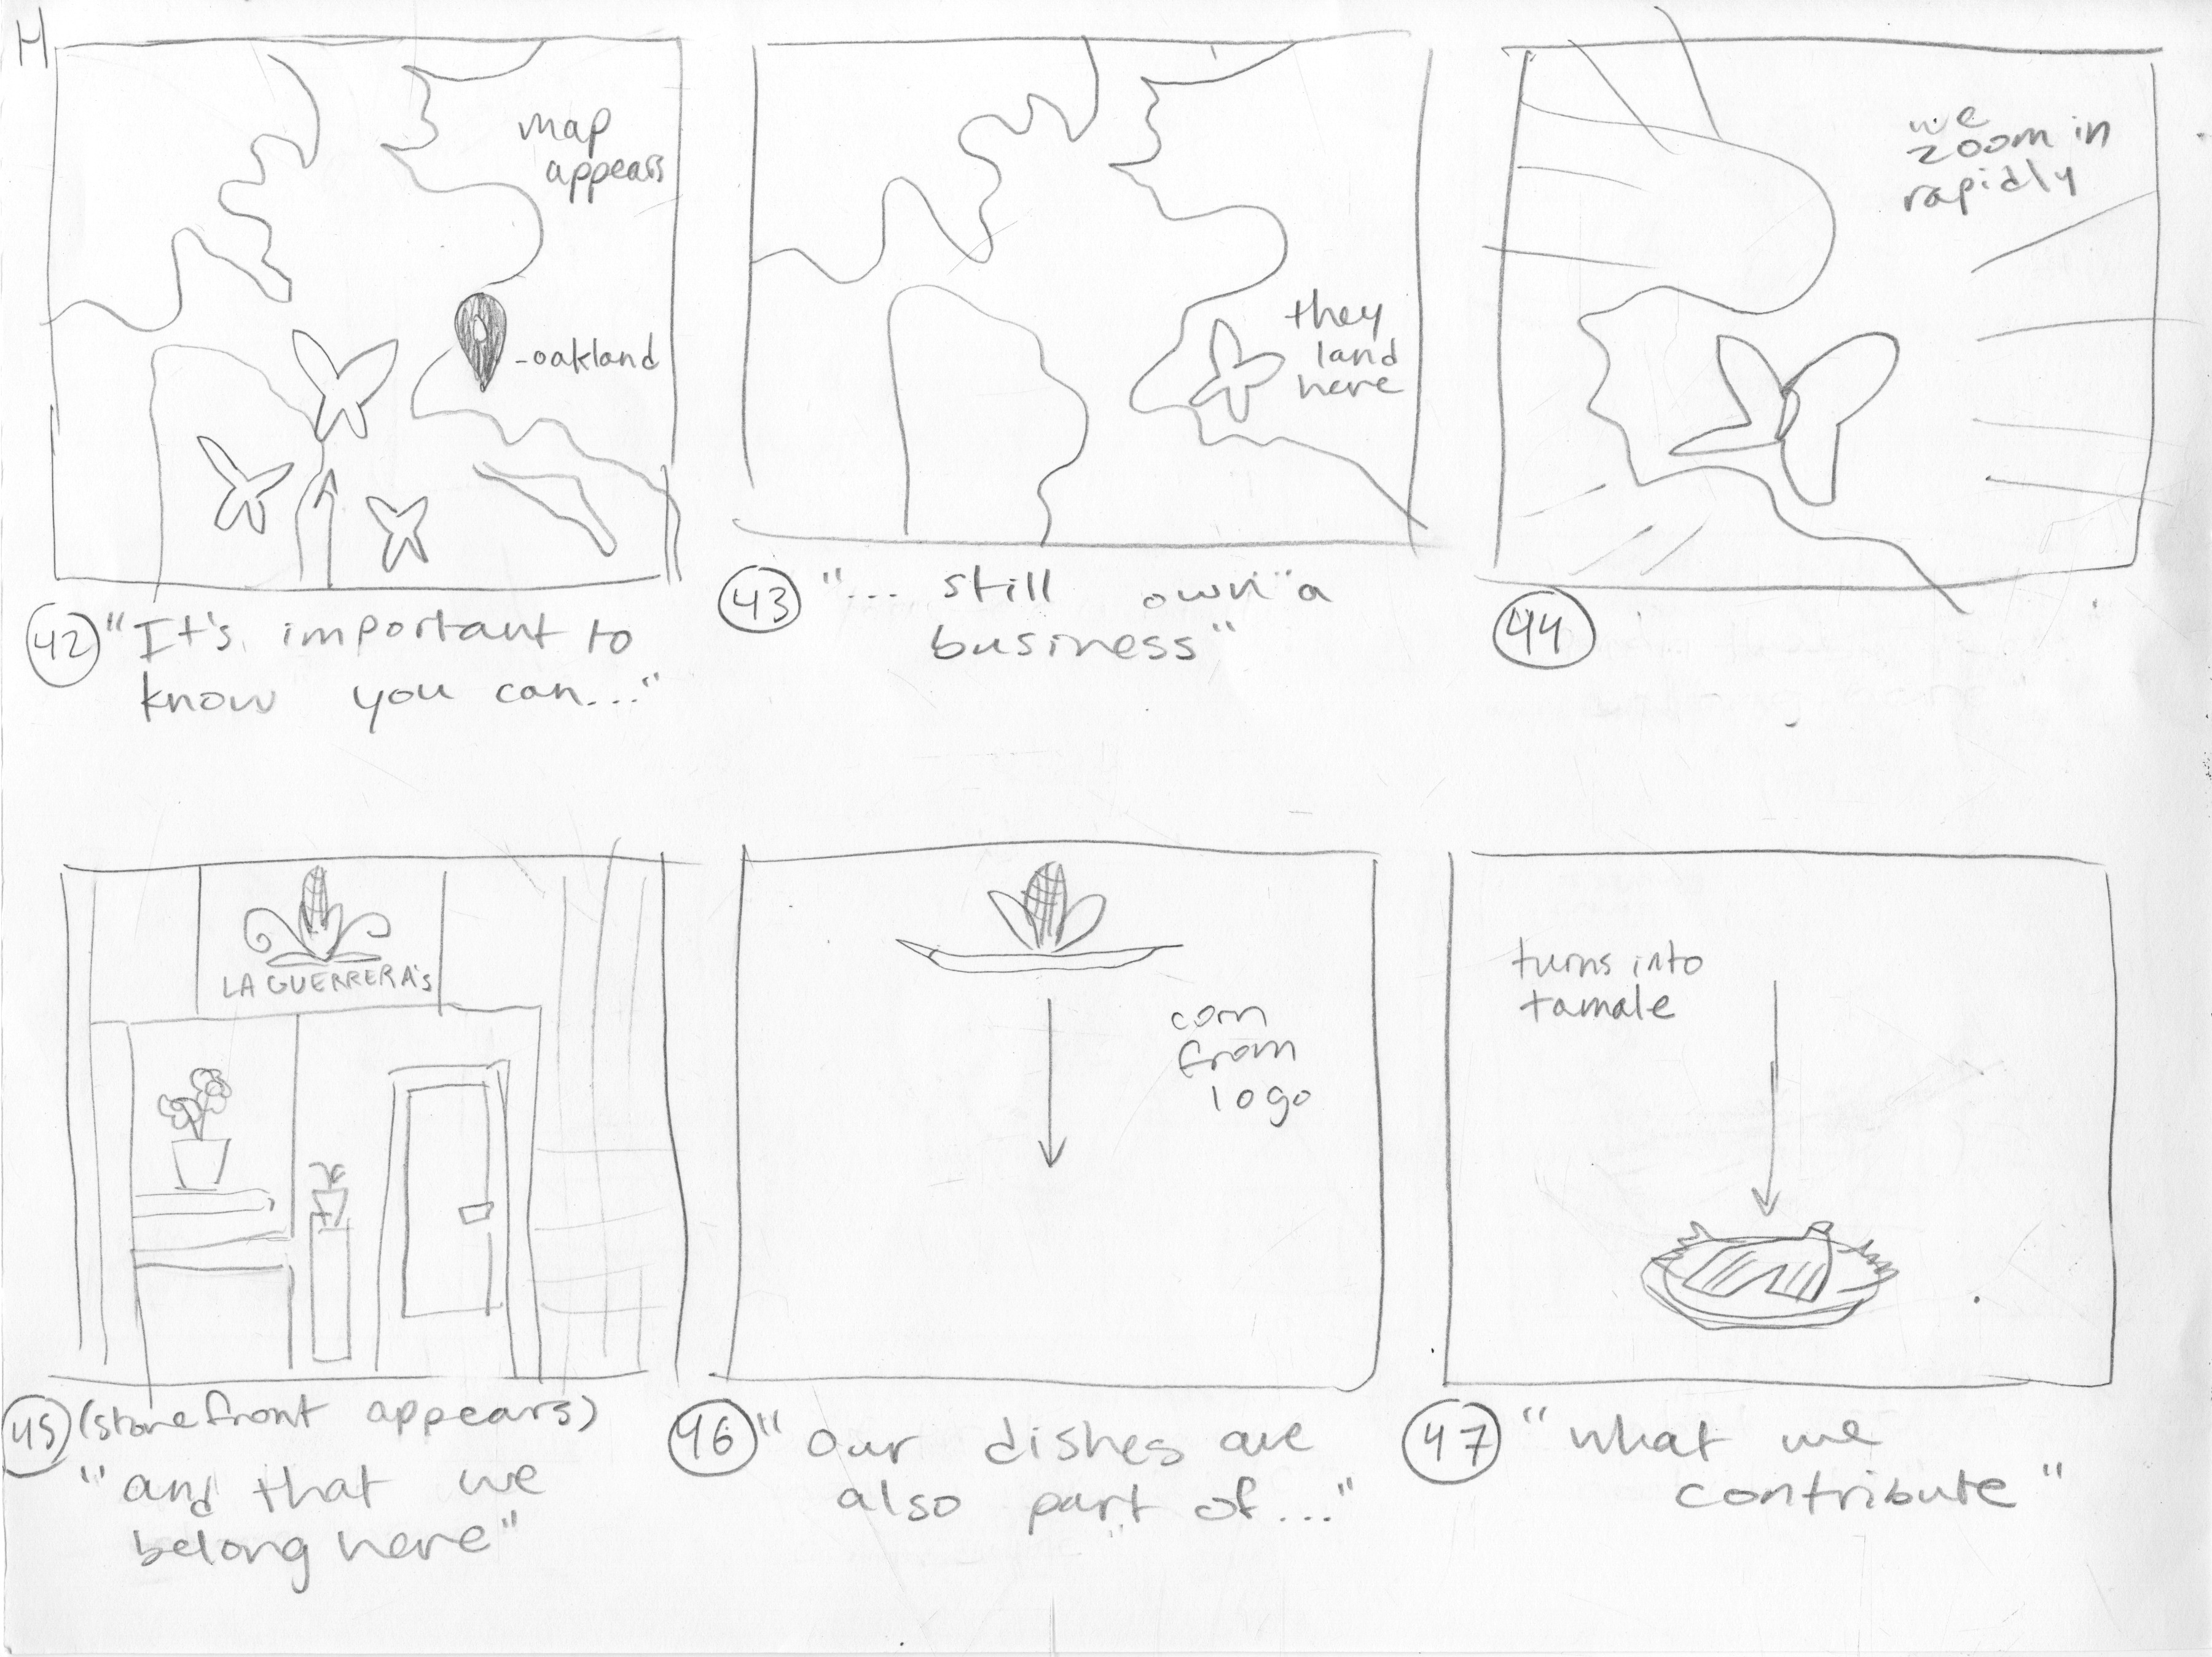 H
map
appears
-oakland
42 "It's important to
know you can..."
they
land
here
43 "... still own a
business"
we
zoom in
rapidly
44
LA GUERRERA's
45 (storefront appears)
"and that we
belong here"
corn
from
logo
46 "Our dishes are
also part of..."
turns into
tamale
47 "what we
contribute"